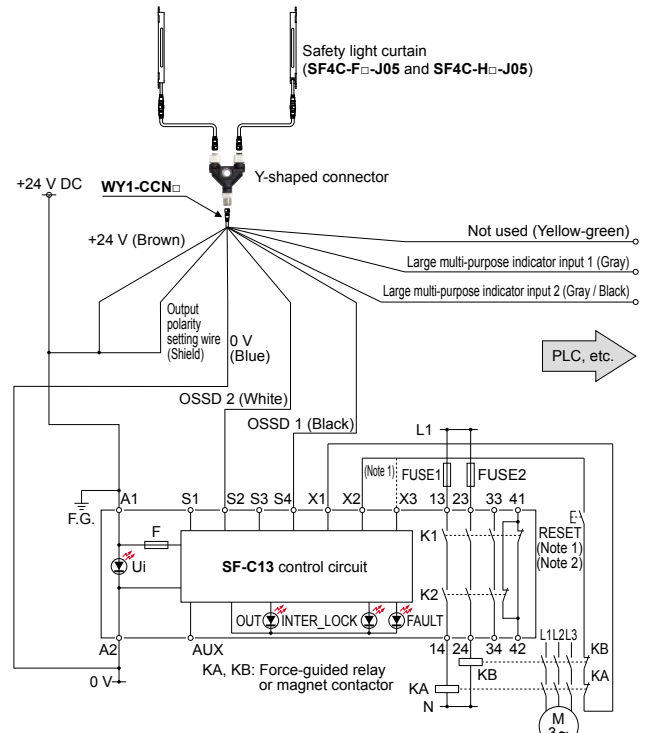 Safety light curtain
(SF4C-F□-J05 and SF4C-H□-J05)
Y-shaped connector
+24 V DC
WY1-CCN□
+24 V (Brown)
Not used (Yellow-green)
Large multi-purpose indicator input 1 (Gray)
Large multi-purpose indicator input 2 (Gray / Black)
Output
polarity
setting wire
(Shield)
0 V
(Blue)
PLC, etc.
OSSD 2 (White)
OSSD 1 (Black)
L1
(Note 1)
FUSE1
FUSE2
A1
S1
S2
S3
S4
X1
X2
X3
13
23
33
41
F.G.
F
K1
RESET
(Note 1)
(Note 2)
Ui
SF-C13 control circuit
K2
OUT
INTER_LOCK
FAULT
L1L2L3
A2
AUX
14
24
34
42
KB
KA, KB: Force-guided relay
or magnet contactor
KB
KA
0 V
KA
N
M
3~